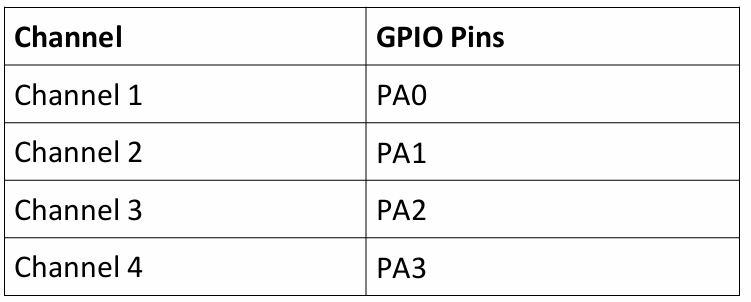 Channel GPIO Pins
Channel 1 PA0
Channel 2 PA1
Channel 3 PA2
Channel 4 PA3